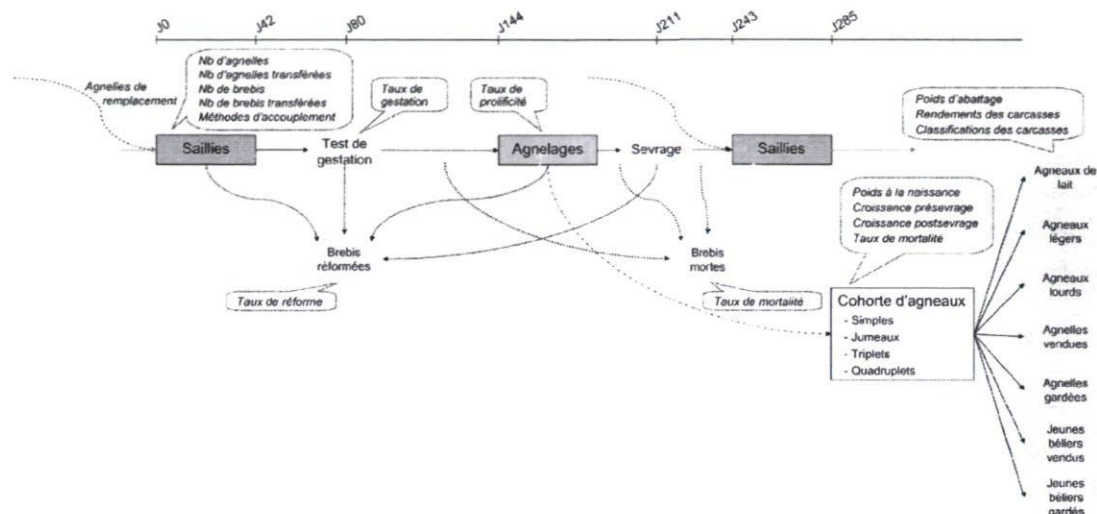 J0 J42 J80 J144 J211 J243 J285
Agnelles de
remplacement
Nb d'agnelles
Nb d'agnelles transférées
Nb de brebis
Nb de brebis transférées
Méthodes d'accouplement
Taux de
gestation
Taux de
prolificité
Poids d'abattage
Rendements des carcasses
Classifications des carcasses
Saillies
Test de
gestation
Agnelages
Sevrage
Saillies
Brebis
réformées
Taux de réforme
Brebis
mortes
Taux de mortalité
Poids à la naissance
Croissance présevrage
Croissance postsevrage
Taux de mortalité
Cohorte d'agneaux
- Simples
- Jumeaux
- Triplets
- Quadruplets
Agneaux de
lait
Agneaux
légers
Agneaux
lourds
Agnelles
vendues
Agnelles
gardées
Jeunes
béliers
vendus
Jeunes
béliers
gardés